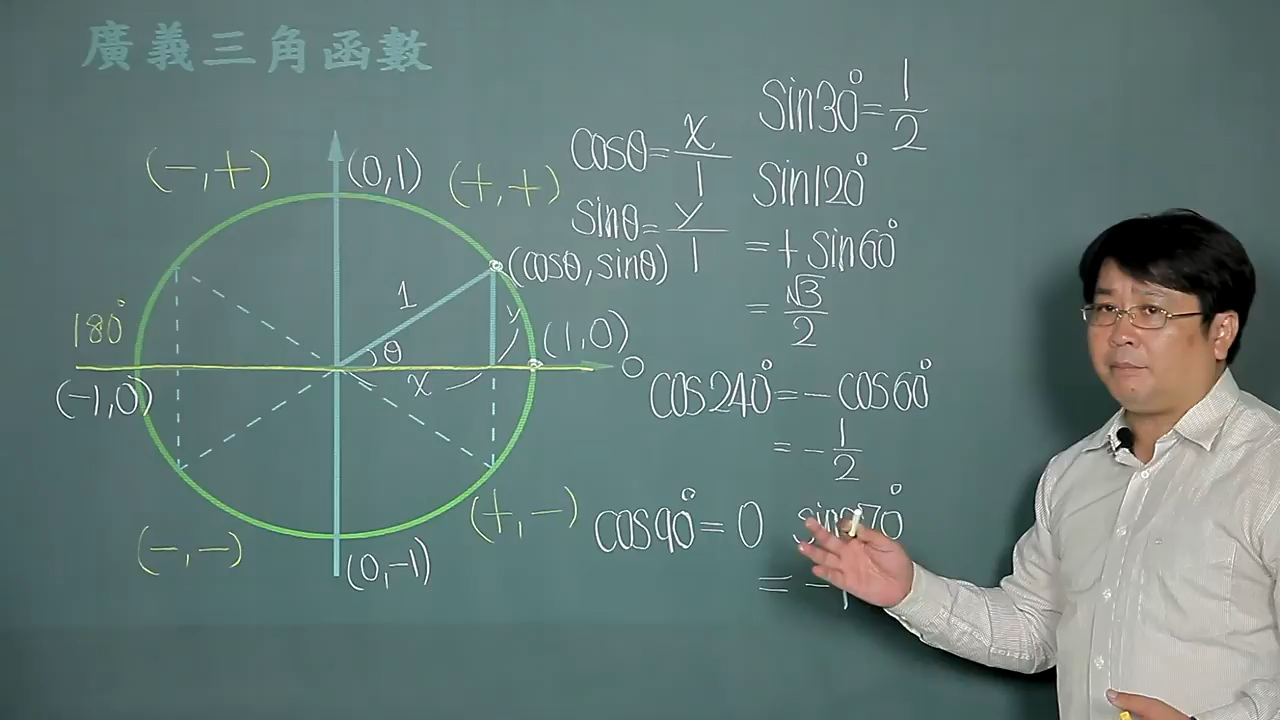 廣義三角函數
(-,+)
(0,1)
(+,+)
(cosθ,sinθ)
1
θ
y
x
180°
(1,0)
0
(-1,0)
(-,-)
(0,-1)
(+,-)
cosθ=x/1
sinθ=y/1
sin30°=1/2
sin120°
=+sin60°
=√3/2
cos240°=-cos60°
=-1/2
cos90°=0
=-1